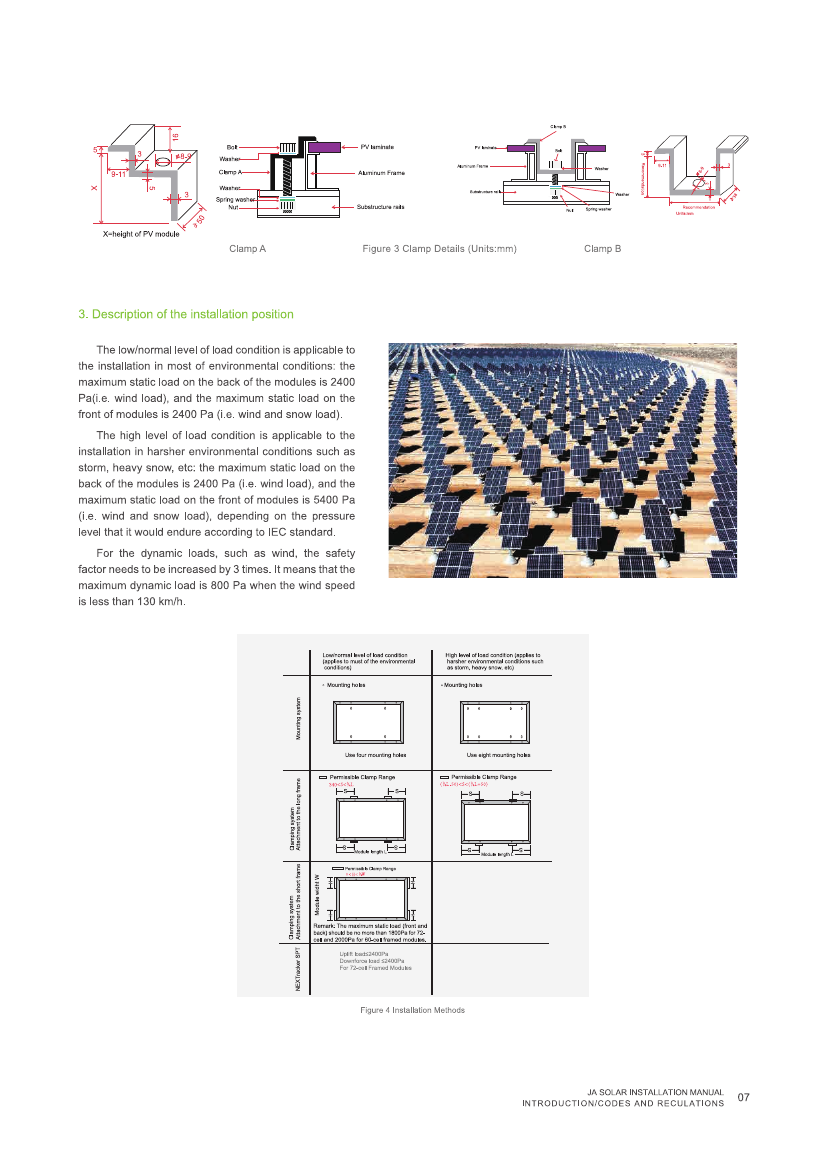 5
3
16
ø8-9
9-11
X
5
3
≥50
X=height of PV module
Bolt
Washer
Clamp A
Washer
Spring washer
Nut
PV laminate
Aluminum Frame
Substructure rails
Clamp B
PV laminate
Bolt
Aluminum Frame
Washer
Substructure rails
Washer
Nut
Spring washer
9-11
3
Recommendation
Clamp A
Figure 3 Clamp Details (Units:mm)
Clamp B
3. Description of the installation position
The low/normal level of load condition is applicable to
the installation in most of environmental conditions: the
maximum static load on the back of the modules is 2400
Pa(i.e. wind load), and the maximum static load on the
front of modules is 2400 Pa (i.e. wind and snow load).
The high level of load condition is applicable to the
installation in harsher environmental conditions such as
storm, heavy snow, etc: the maximum static load on the
back of the modules is 2400 Pa (i.e. wind load), and the
maximum static load on the front of modules is 5400 Pa
(i.e. wind and snow load), depending on the pressure
level that it would endure according to IEC standard.
For the dynamic loads, such as wind, the safety
factor needs to be increased by 3 times. It means that the
maximum dynamic load is 800 Pa when the wind speed
is less than 130 km/h.
Low/normal level of load condition
(applies to must of the environmental
conditions)
High level of load condition (applies to
harsher environmental conditions such
as storm, heavy snow, etc)
Mounting system
Mounting holes
Use four mounting holes
Mounting holes
Use eight mounting holes
Clamping system
Attachment to the long frame
Permissible Clamp Range
S
S
S
S
Module length L
Permissible Clamp Range
S
S
S
S
Module length L
Clamping system
Attachment to the short frame
Permissible Clamp Range
Module widht W
Remark: The maximum static load (front and
back) should be no more than 1800Pa for 72-
cell and 2000Pa for 60-cell framed modules.
NEXTracker SPT
Uplift load≤2400Pa
Downforce load ≤2400Pa
For 72-cell Framed Modules
Figure 4 Installation Methods
JA SOLAR INSTALLATION MANUAL
INTRODUCTION/CODES AND RECULATIONS
07